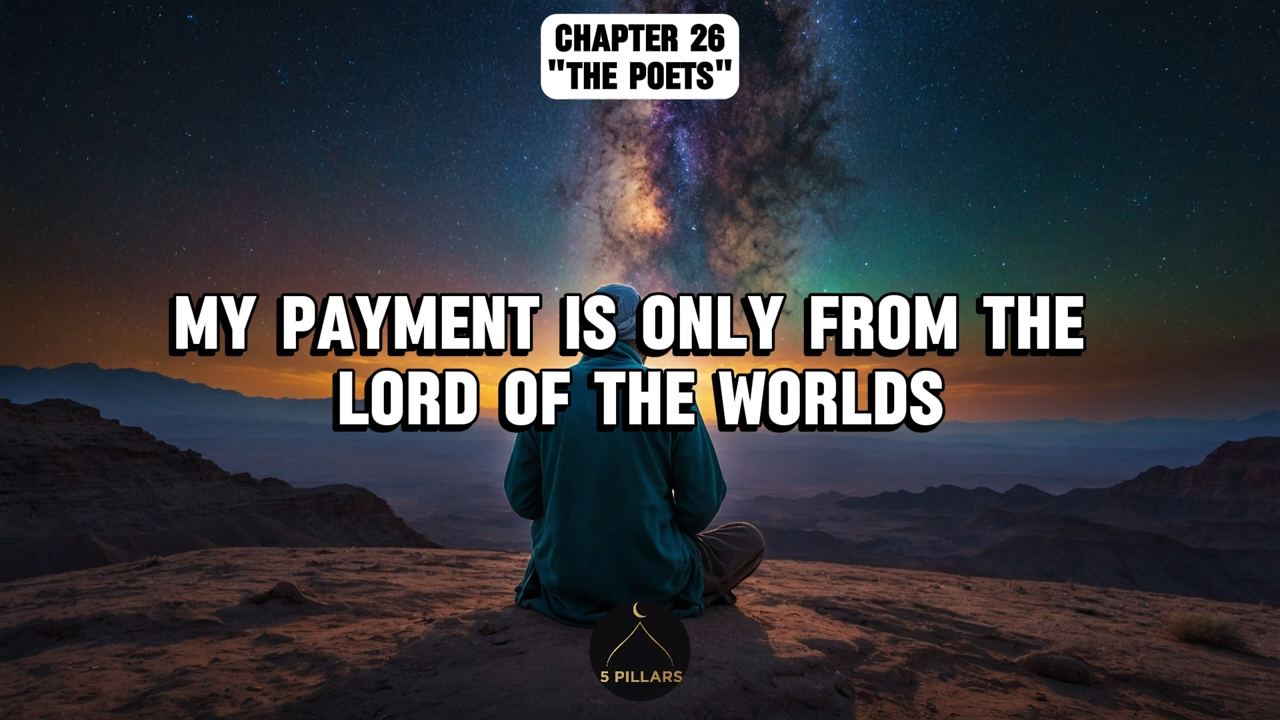 CHAPTER 26
"THE POETS"
MY PAYMENT IS ONLY FROM THE
LORD OF THE WORLDS
5 PILLARS